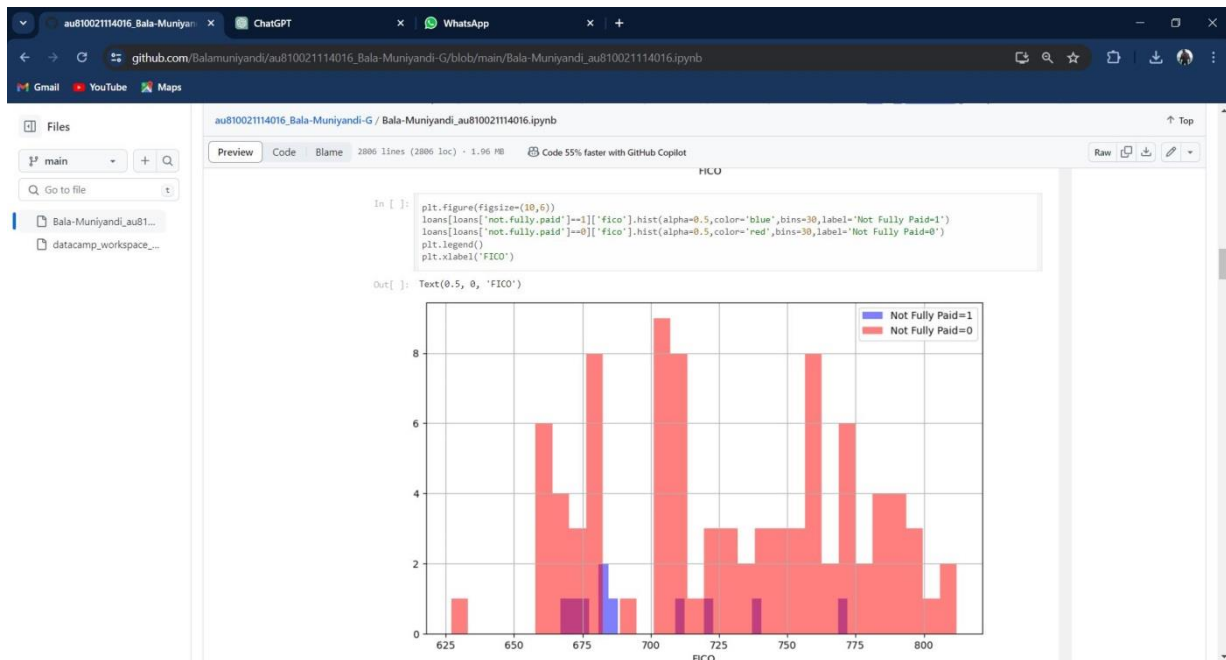 au810021114016_Bala-Muniyan
ChatGPT
WhatsApp
github.com/Balamuniyandi/au810021114016_Bala-Muniyandi-G/blob/main/Bala-Muniyandi_au810021114016.ipynb
Gmail YouTube Maps
Files
main
Go to file t
Bala-Muniyandi_au81...
datacamp_workspace_...
au810021114016_Bala-Muniyandi-G / Bala-Muniyandi_au810021114016.ipynb
Top
Preview Code Blame 2806 lines (2806 loc) · 1.96 MB Code 55% faster with GitHub Copilot
Raw
FICO
In [ ]:
plt.figure(figsize=(10,6))
loans[loans['not.fully.paid']==1]['fico'].hist(alpha=0.5,color='blue',bins=30,label='Not Fully Paid=1')
loans[loans['not.fully.paid']==0]['fico'].hist(alpha=0.5,color='red',bins=30,label='Not Fully Paid=0')
plt.legend()
plt.xlabel('FICO')
Out[ ]: Text(0.5, 0, 'FICO')
Not Fully Paid=1
Not Fully Paid=0
8
6
4
2
0
625 650 675 700 725 750 775 800
FICO